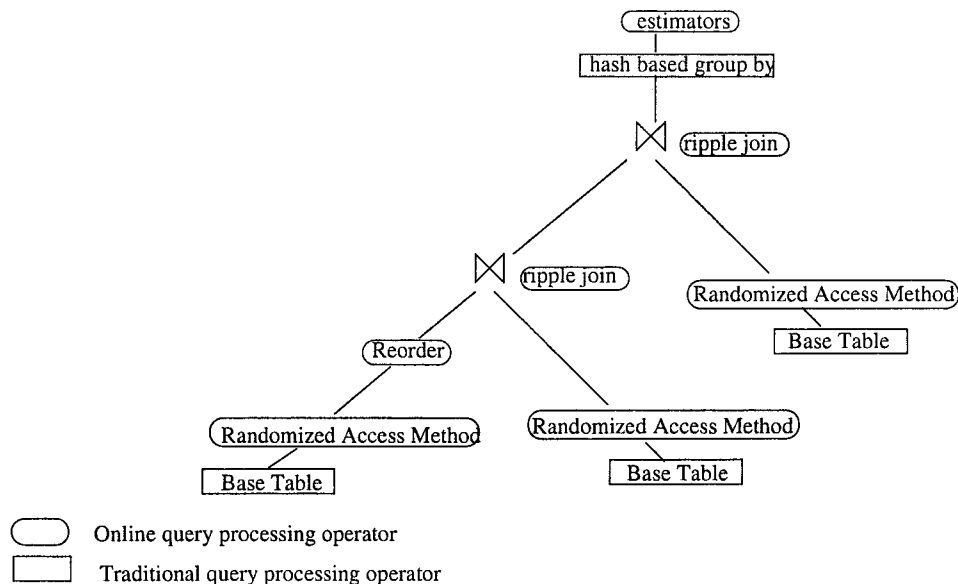 estimators
hash based group by
ripple join
ripple join
Randomized Access Method
Base Table
Reorder
Randomized Access Method
Base Table
Randomized Access Method
Base Table
Online query processing operator
Traditional query processing operator